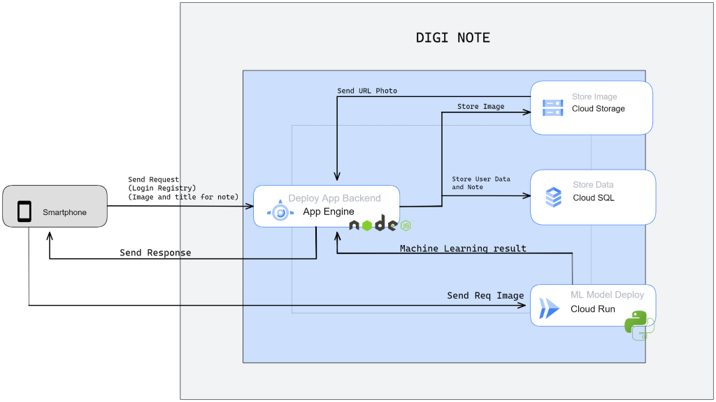 DIGI NOTE
Send URL Photo
Store Image
Cloud Storage
Store Image
Send Request
(Login Registry)
(Image and title for note)
Store User Data
and Note
Store Data
Cloud SQL
Deploy App Backend
App Engine
node
JS
Smartphone
Send Response
Machine Learning result
Send Req Image
ML Model Deploy
Cloud Run